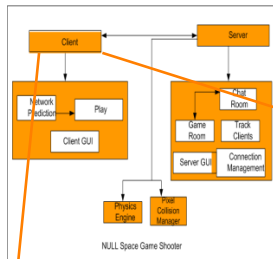 Client
Server
Network
Prediction
Play
Client GUI
Chat
Room
Game
Room
Track
Clients
Server GUI
Connection
Management
Physics
Engine
Pixel
Collision
Manager
NULL Space Game Shooter